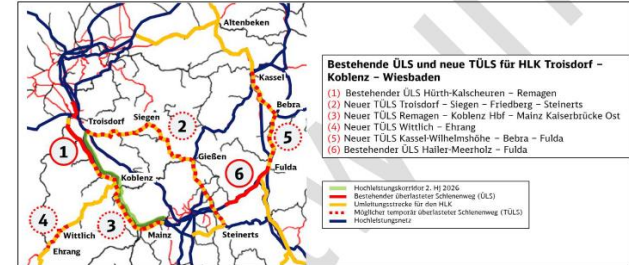 Altenbeken
Kassel
Bebra
Troisdorf
Siegen
2
5
1
Gießen
6
Fulda
Koblenz
4
Wittlich
3
Mainz
Steinerts
Ehrang
Bestehende ÜLS und neue TÜLS für HLK Troisdorf –
Koblenz – Wiesbaden
(1) Bestehender ÜLS Hürth-Kalscheuren – Remagen
(2) Neuer TÜLS Troisdorf – Siegen – Friedberg – Steinerts
(3) Neuer TÜLS Remagen – Koblenz Hbf – Mainz Kaiserbrücke Ost
(4) Neuer TÜLS Wittlich – Ehrang
(5) Neuer TÜLS Kassel-Wilhelmshöhe – Bebra – Fulda
(6) Bestehender ÜLS Hailer-Meerholz – Fulda
Hochleistungskorridor 2. HJ 2026
Bestehender überlasteter Schienenweg (ÜLS)
Umleitungsstrecke für den HLK
Möglicher temporär überlasteter Schienenweg (TÜLS)
Hochleistungsnetz